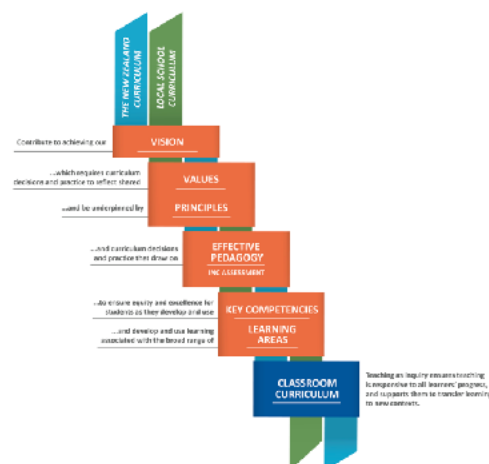 THE NEW ZEALAND
CURRICULUM
LOCAL SCHOOL
CURRICULUM
Contribute to achieving our
VISION
...which requires curriculum
decisions and practice to reflect shared
VALUES
...and be underpinned by
PRINCIPLES
...and curriculum decisions
and practice that draw on
EFFECTIVE
PEDAGOGY
INC ASSESSMENT
...to ensure equity and excellence for
students as they develop and use
KEY COMPETENCIES
...and develop and use learning
associated with the broad range of
LEARNING
AREAS
CLASSROOM
CURRICULUM
Teaching as inquiry ensures teaching
is responsive to all learners' progress,
and supports them to transfer learning
to new contexts.